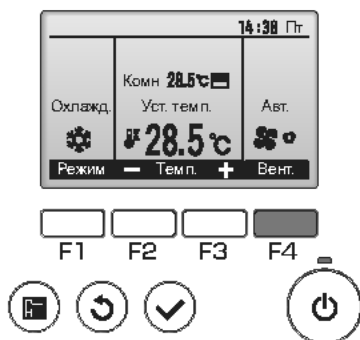 14:38 Пт
Комн 28.5℃
Охлажд. Уст. темп. Авт.
28.5℃
Режим − Темп. + Вент.
F1 F2 F3 F4